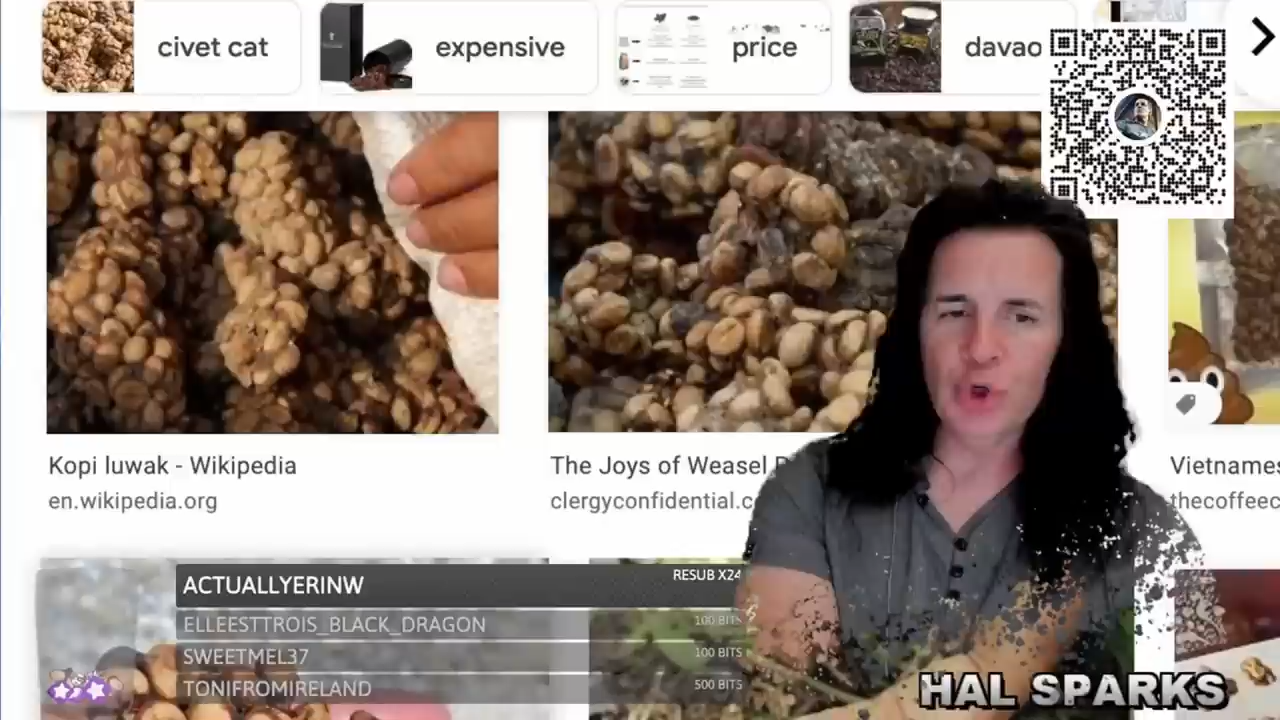 civet cat
expensive
price
davao
Kopi luwak - Wikipedia
en.wikipedia.org
The Joys of Weasel
clergyconfidential.c
Vietnames
thecoffeec
ACTUALLYERINW
RESUB X24
ELLEESTTROIS_BLACK_DRAGON
100 BITS
SWEETMEL37
100 BITS
TONIFROMIRELAND
500 BITS
HAL SPARKS